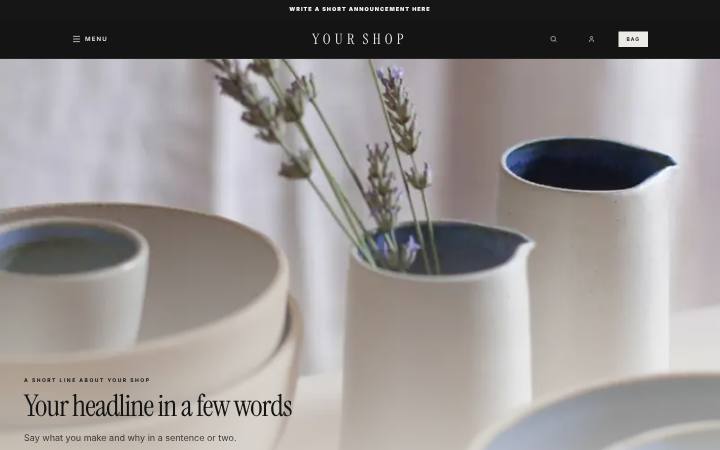 WRITE A SHORT ANNOUNCEMENT HERE
MENU
YOUR SHOP
BAG
A SHORT LINE ABOUT YOUR SHOP
Your headline in a few words
Say what you make and why in a sentence or two.